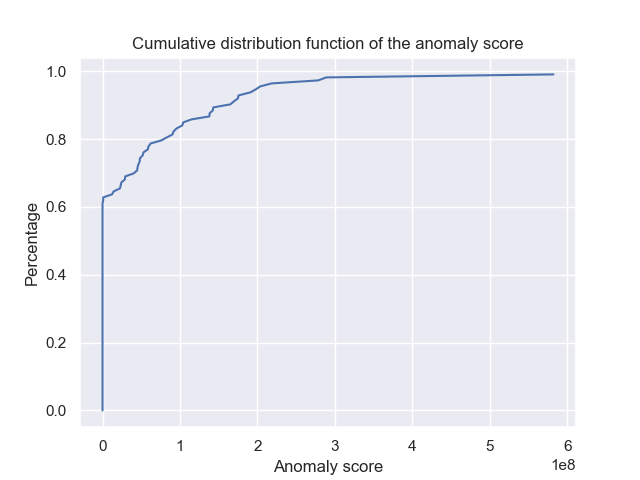 Cumulative distribution function of the anomaly score
1.0
0.8
0.6
0.4
0.2
0.0
Percentage
0 1 2 3 4 5 6
1e8
Anomaly score